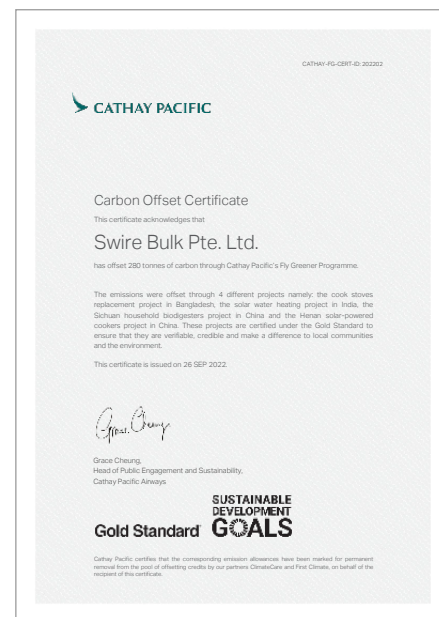 CATHAY-FG-CERT-ID: 202202
CATHAY PACIFIC
Carbon Offset Certificate
This certificate acknowledges that
Swire Bulk Pte. Ltd.
has offset 280 tonnes of carbon through Cathay Pacific's Fly Greener Programme.
The emissions were offset through 4 different projects namely: the cook stoves
replacement project in Bangladesh, the solar water heating project in India, the
Sichuan household biodigesters project in China and the Henan solar-powered
cookers project in China. These projects are certified under the Gold Standard to
ensure that they are verifiable, credible and make a difference to local communities
and the environment.
This certificate is issued on 26 SEP 2022.
Grace Cheung
Grace Cheung,
Head of Public Engagement and Sustainability,
Cathay Pacific Airways
SUSTAINABLE
DEVELOPMENT
Gold Standard GOALS
Cathay Pacific certifies that the corresponding emission allowances have been marked for permanent
removal from the pool of offsetting credits by our partners ClimateCare and First Climate, on behalf of the
recipient of this certificate.